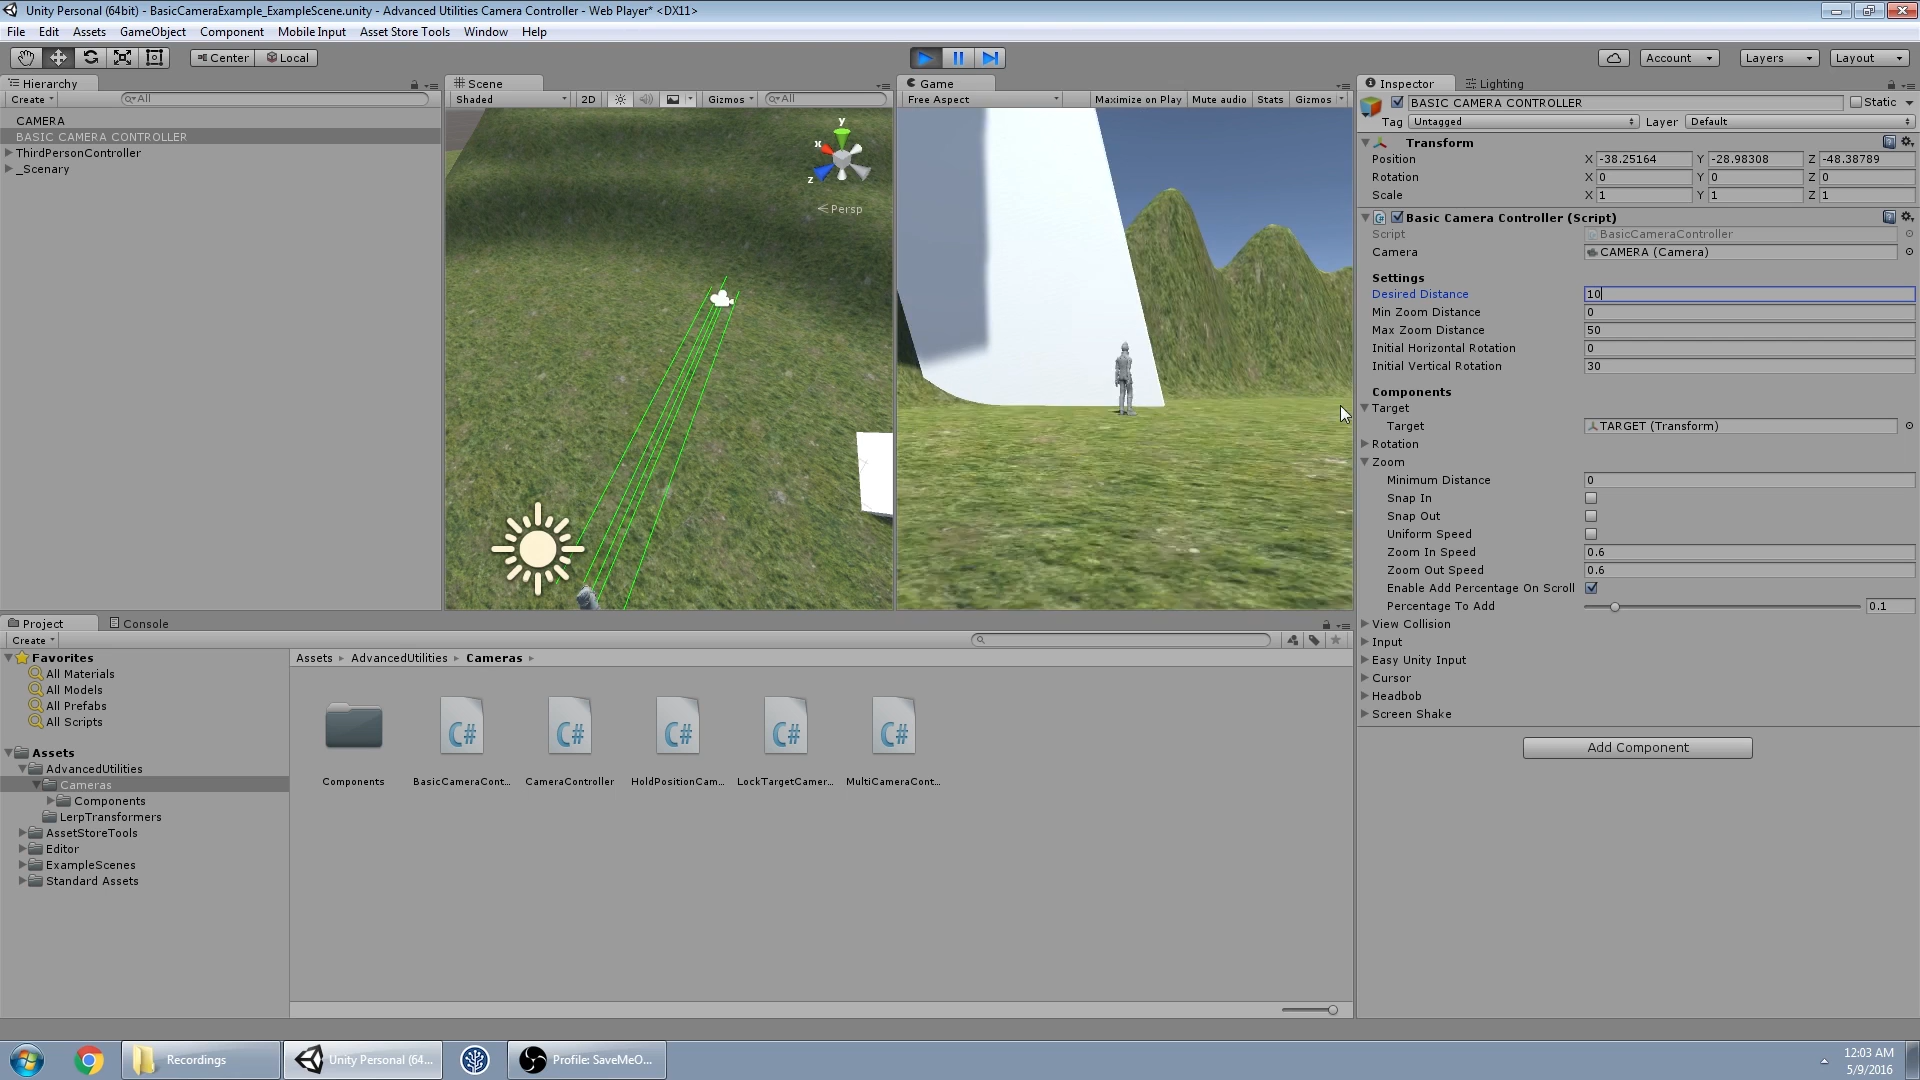 Unity Personal (64bit) - BasicCameraExample_ExampleScene.unity - Advanced Utilities Camera Controller - Web Player* <DX11>
File Edit Assets GameObject Component Mobile Input Asset Store Tools Window Help
Center Local Account Layers Layout
Hierarchy
Create All
CAMERA
BASIC CAMERA CONTROLLER
ThirdPersonController
_Scenary
Scene
Shaded 2D Gizmos All
y
x
z
Persp
Game
Free Aspect Maximize on Play Mute audio Stats Gizmos
Inspector Lighting
BASIC CAMERA CONTROLLER Static
Tag Untagged Layer Default
Transform
Position X -38.25164 Y -28.98308 Z -48.38789
Rotation X 0 Y 0 Z 0
Scale X 1 Y 1 Z 1
Basic Camera Controller (Script)
Script BasicCameraController
Camera CAMERA (Camera)
Settings
Desired Distance 10
Min Zoom Distance 0
Max Zoom Distance 50
Initial Horizontal Rotation 0
Initial Vertical Rotation 30
Components
Target
Target TARGET (Transform)
Rotation
Zoom
Minimum Distance 0
Snap In
Snap Out
Uniform Speed
Zoom In Speed 0.6
Zoom Out Speed 0.6
Enable Add Percentage On Scroll
Percentage To Add 0.1
View Collision
Input
Easy Unity Input
Cursor
Headbob
Screen Shake
Add Component
Project Console
Create
Favorites
All Materials
All Models
All Prefabs
All Scripts
Assets
AdvancedUtilities
Cameras
Components
LerpTransformers
AssetStoreTools
Editor
ExampleScenes
Standard Assets
Assets AdvancedUtilities Cameras
C# C# C# C# C#
Components BasicCameraCont... CameraController HoldPositionCam... LockTargetCamer... MultiCameraCont...
Recordings Unity Personal (64... Profile: SaveMeO...
12:03 AM
5/9/2016